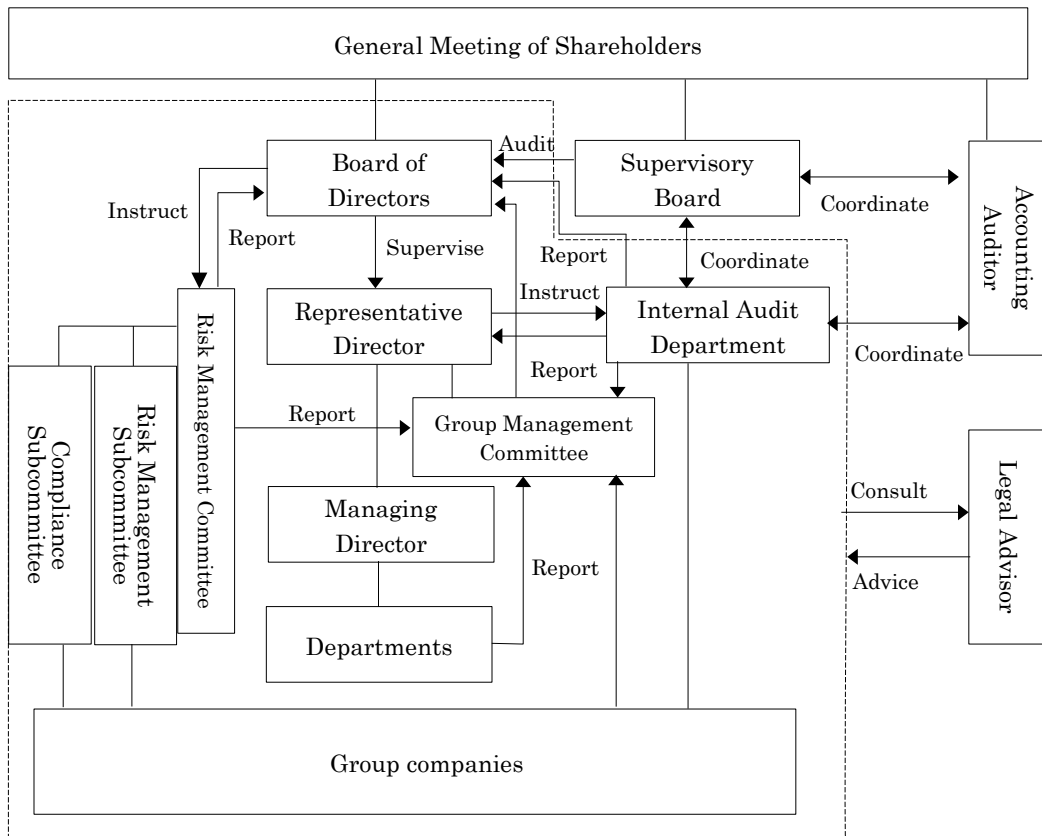 General Meeting of Shareholders
Board of
Directors
Audit
Supervisory
Board
Accounting
Auditor
Coordinate
Instruct
Report
Supervise
Report
Coordinate
Instruct
Representative
Director
Internal Audit
Department
Coordinate
Report
Risk Management Committee
Risk Management
Subcommittee
Compliance
Subcommittee
Report
Group Management
Committee
Managing
Director
Report
Departments
Consult
Advice
Legal Advisor
Group companies